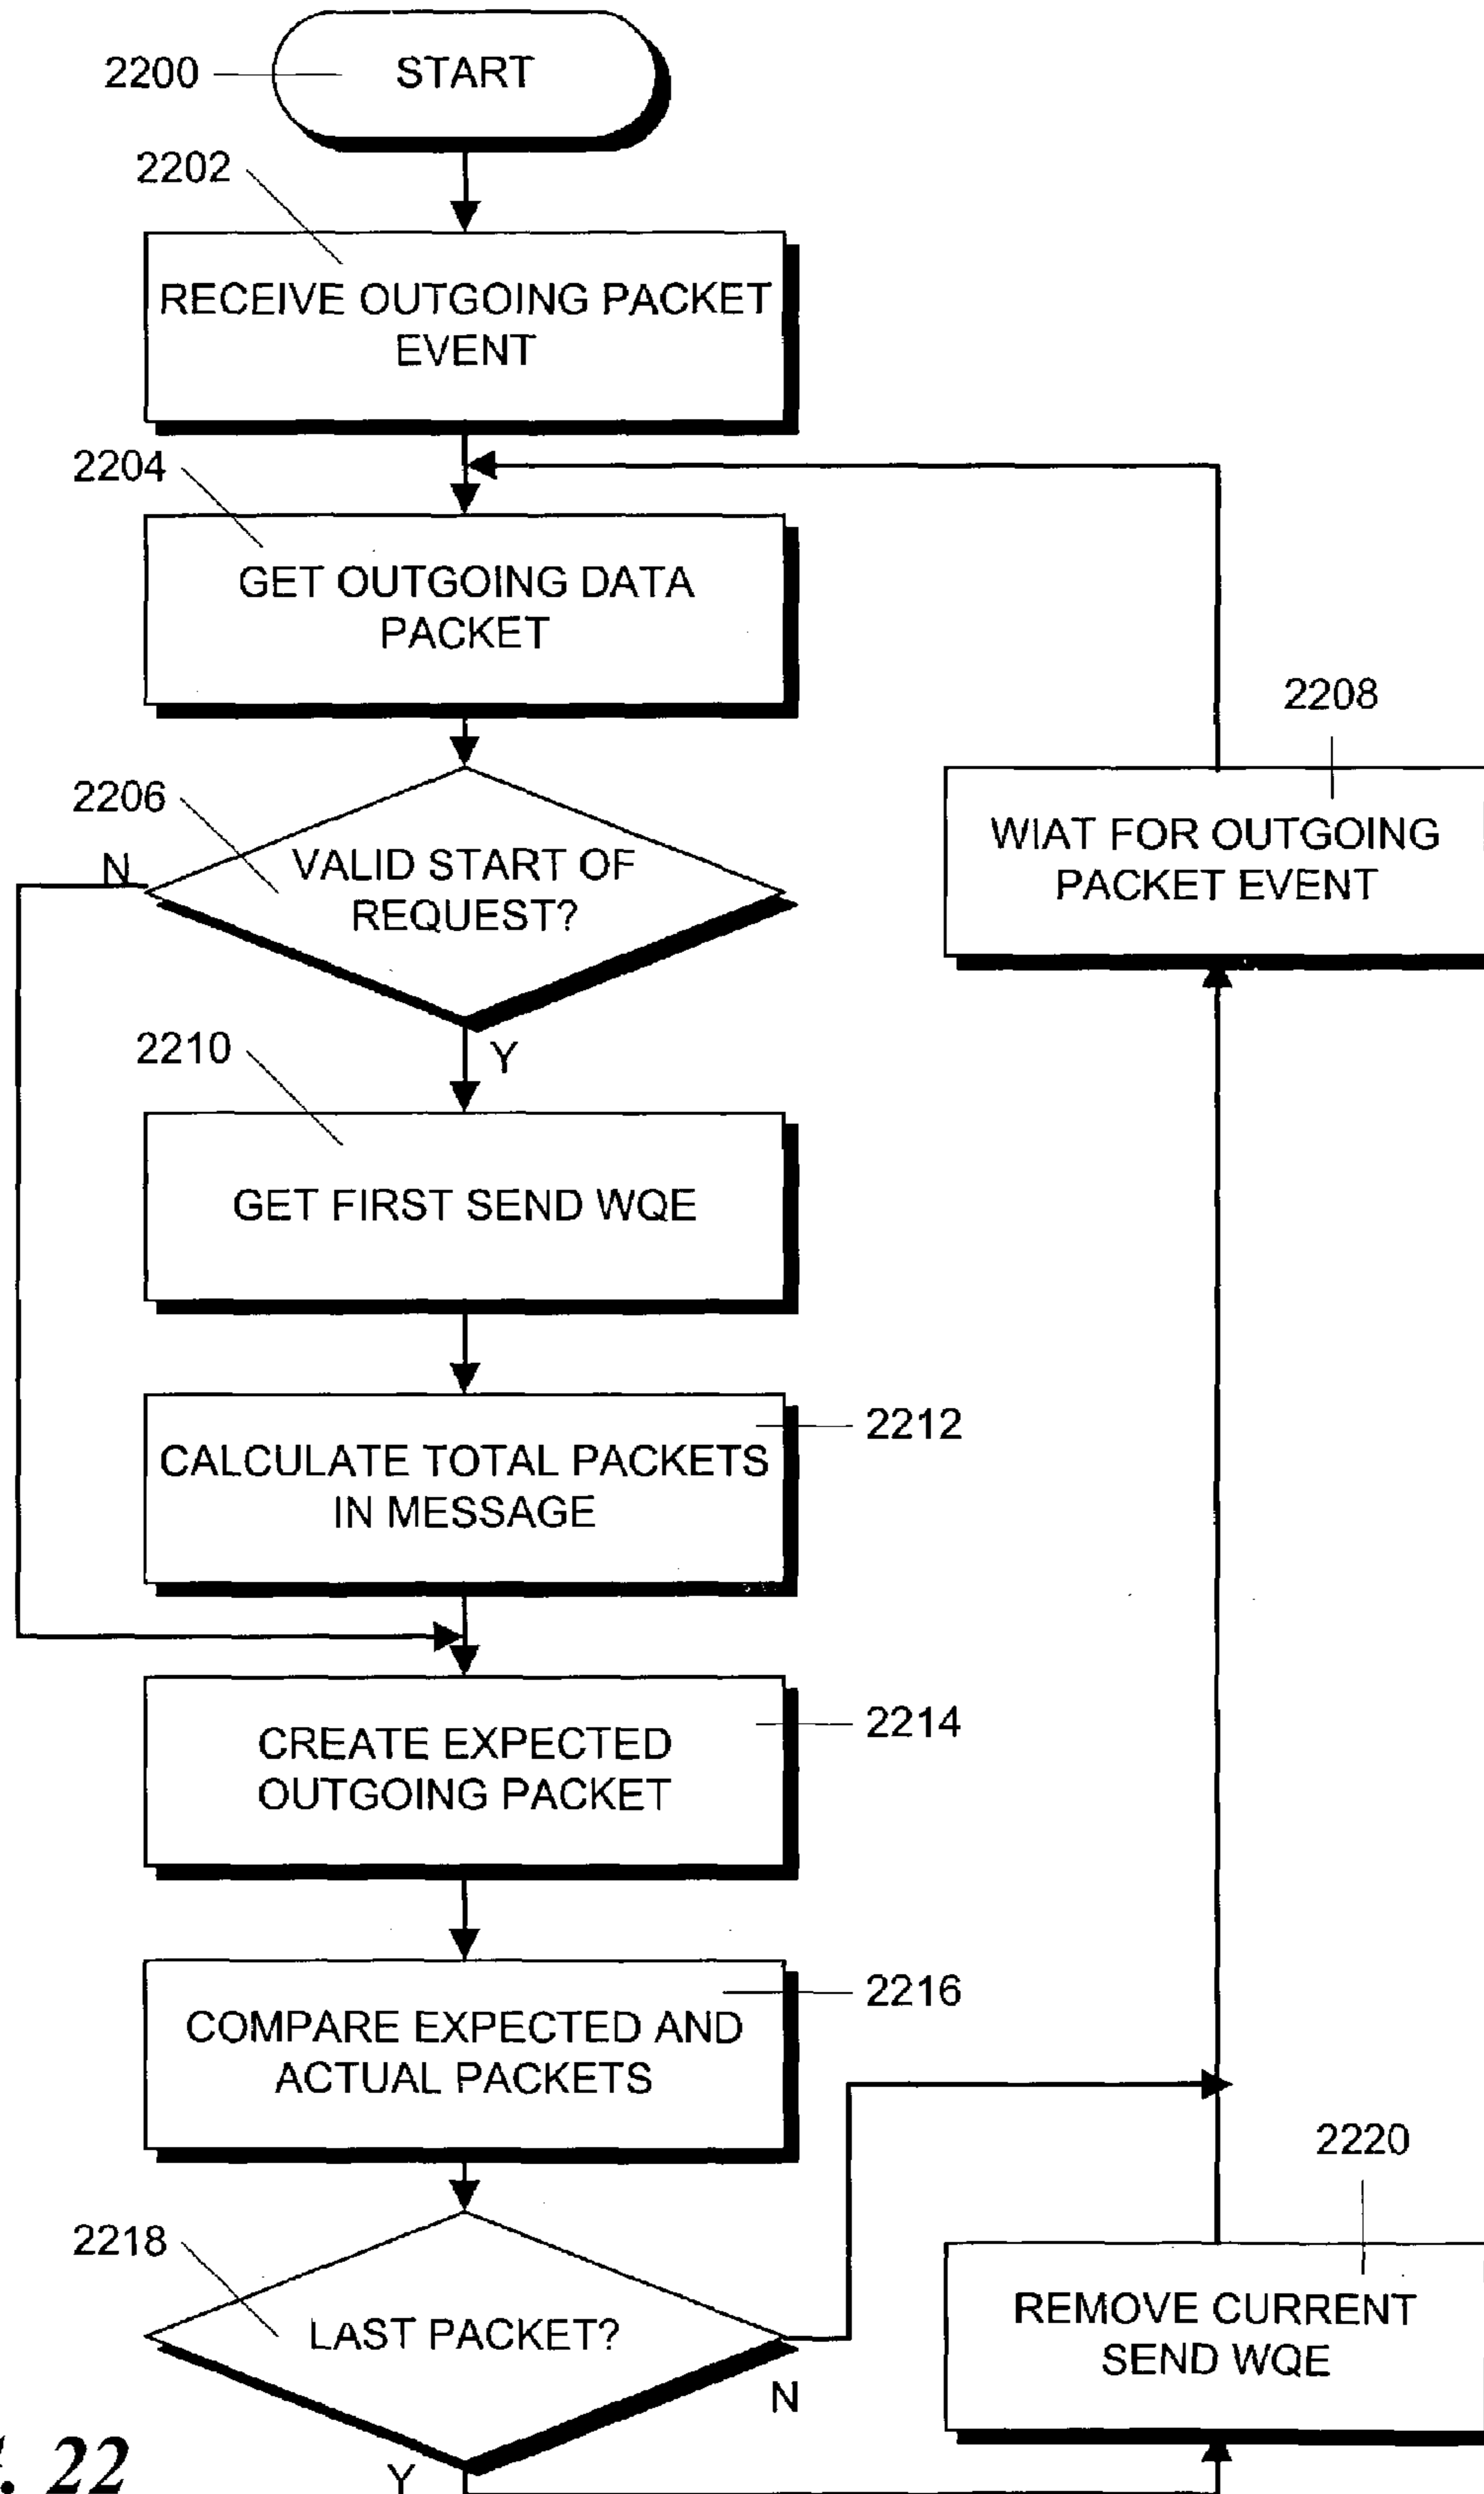 2200
START
2202
RECEIVE OUTGOING PACKET
EVENT
2204
GET OUTGOING DATA
PACKET
2208
2206
N
VALID START OF
REQUEST?
WIAT FOR OUTGOING
PACKET EVENT
2210
Y
GET FIRST SEND WQE
2212
CALCULATE TOTAL PACKETS
IN MESSAGE
2214
CREATE EXPECTED
OUTGOING PACKET
2216
COMPARE EXPECTED AND
ACTUAL PACKETS
2220
2218
LAST PACKET?
REMOVE CURRENT
SEND WQE
N
22
Y